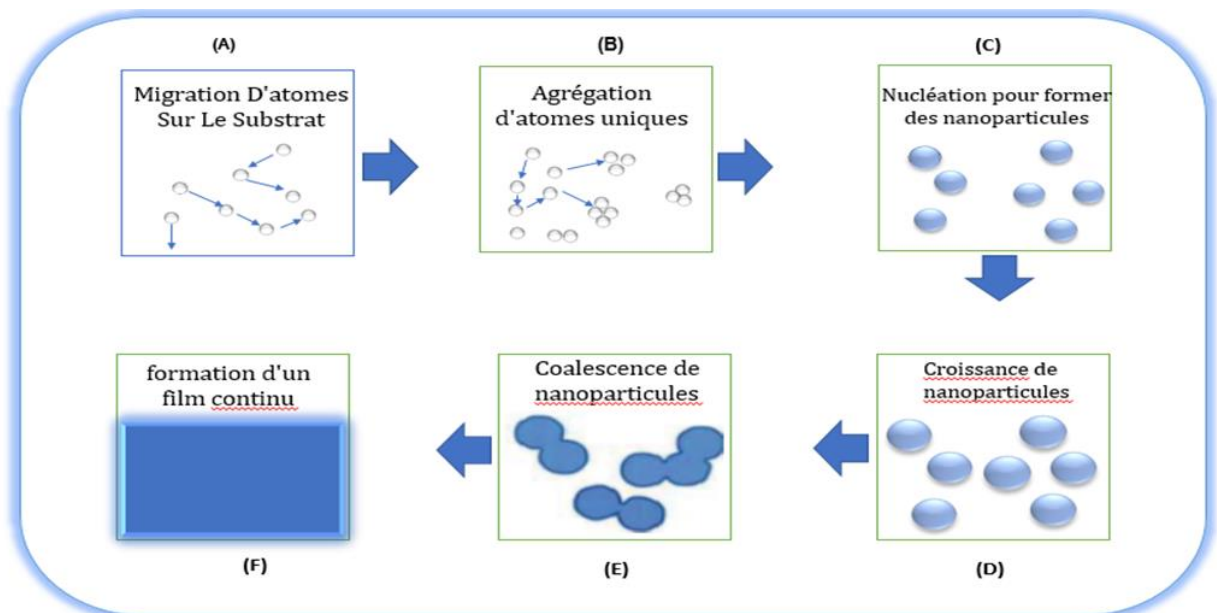 (A)
Migration D'atomes
Sur Le Substrat
(B)
Agrégation
d'atomes uniques
(C)
Nucléation pour former
des nanoparticules
Croissance de
nanoparticules
(D)
Coalescence de
nanoparticules
(E)
formation d'un
film continu
(F)